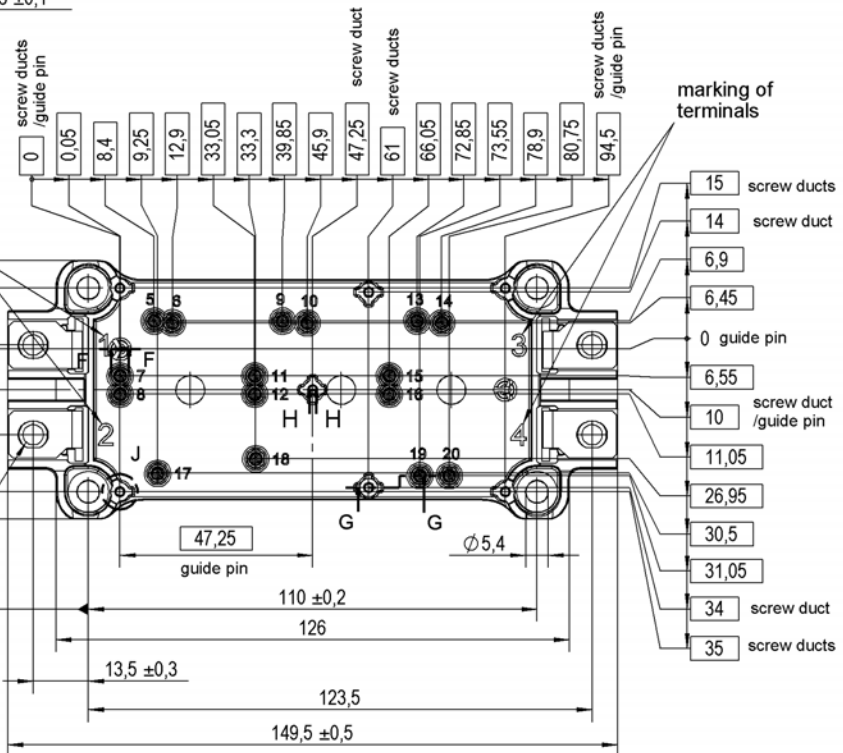 screw ducts
/guide pin
screw duct
screw ducts
screw ducts
/guide pin
0
0,05
8,4
9,25
12,9
33,05
33,3
39,85
45,9
47,25
61
66,05
72,85
73,55
78,9
80,75
94,5
marking of
terminals
15 screw ducts
14 screw duct
6,9
6,45
0 guide pin
6,55
10 screw duct
/guide pin
11,05
26,95
30,5
31,05
34 screw duct
35 screw ducts
5 6 9 10 13 14
1 3
F F
7 11 15
8 12 16
H H
2 4
J
17 18 19 20
G G
47,25
guide pin
Ø5,4
110 ±0,2
126
13,5 ±0,3
123,5
149,5 ±0,5